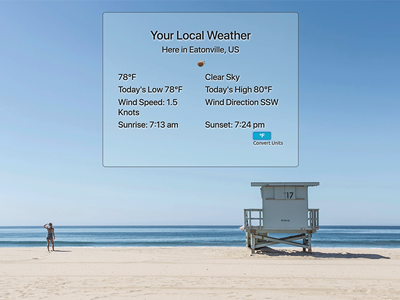 Your Local Weather
Here in Eatonville, US
78°F Clear Sky
Today's Low 78°F Today's High 80°F
Wind Speed: 1.5 Wind Direction SSW
Knots
Sunrise: 7:13 am Sunset: 7:24 pm
°F
Convert Units
'17